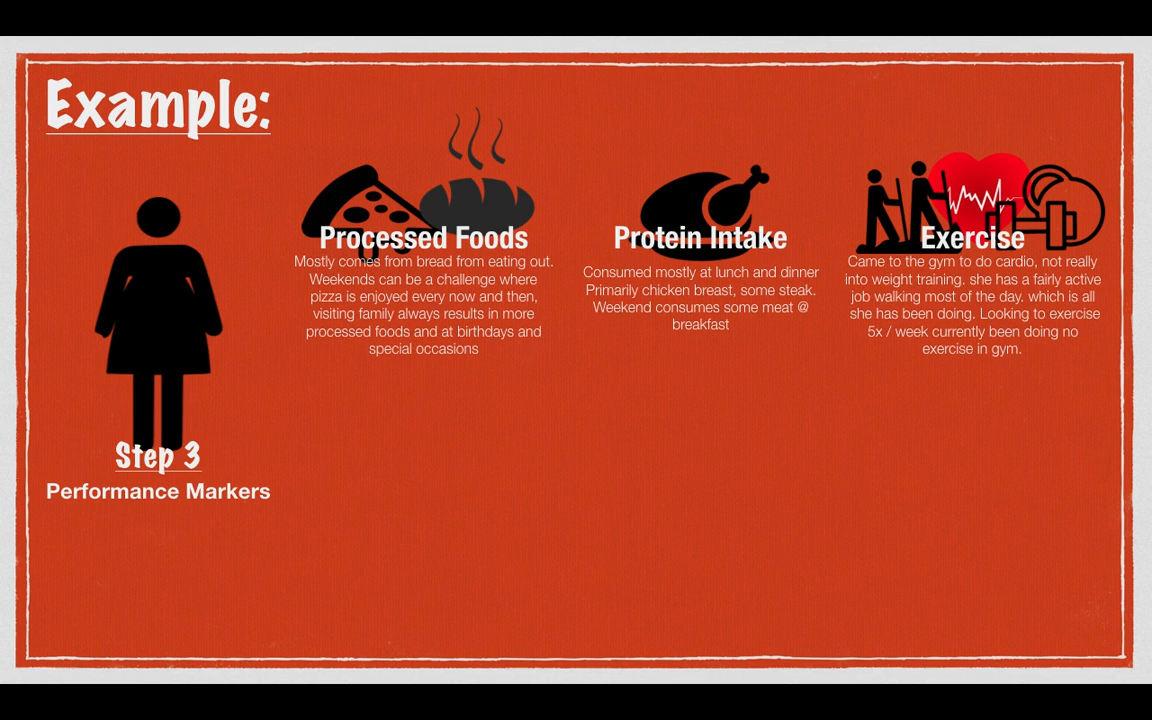 Example:
Step 3
Performance Markers
Processed Foods
Mostly comes from bread from eating out.
Weekends can be a challenge where
pizza is enjoyed every now and then,
visiting family always results in more
processed foods and at birthdays and
special occasions
Protein Intake
Consumed mostly at lunch and dinner
Primarily chicken breast, some steak.
Weekend consumes some meat @
breakfast
Exercise
Came to the gym to do cardio, not really
into weight training. she has a fairly active
job walking most of the day. which is all
she has been doing. Looking to exercise
5x / week currently been doing no
exercise in gym.